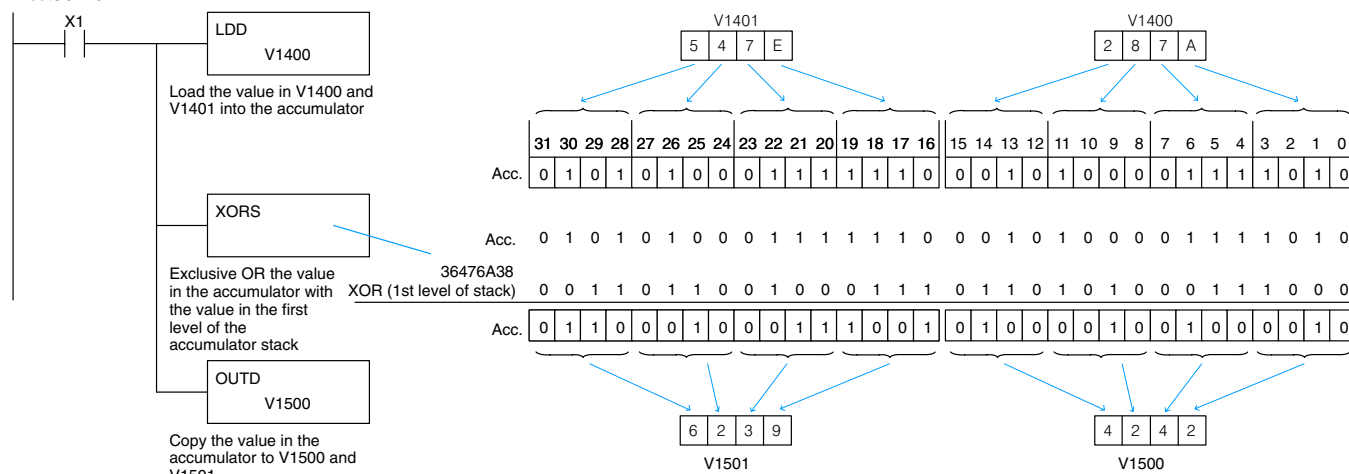 X1
LDD
V1400
Load the value in V1400 and
V1401 into the accumulator
XORS
Exclusive OR the value
in the accumulator with
the value in the first
level of the
accumulator stack
OUTD
V1500
Copy the value in the
accumulator to V1500 and
V1401 V1400
5 4 7 E 2 8 7 A
31 30 29 28 27 26 25 24 23 22 21 20 19 18 17 16 15 14 13 12 11 10 9 8 7 6 5 4 3 2 1 0
Acc. 0 1 0 1 0 1 0 0 0 1 1 1 1 1 1 0 0 0 1 0 1 0 0 0 0 1 1 1 1 0 1 0
Acc. 0 1 0 1 0 1 0 0 0 1 1 1 1 1 1 0 0 0 1 0 1 0 0 0 0 1 1 1 1 0 1 0
36476A38
XOR (1st level of stack) 0 0 1 1 0 1 1 0 0 1 0 0 0 1 1 1 0 1 1 0 1 0 1 0 0 0 1 1 1 0 0 0
Acc. 0 1 1 0 0 0 1 0 0 0 1 1 1 0 0 1 0 1 0 0 0 0 1 0 0 1 0 0 0 0 1 0
6 2 3 9 4 2 4 2
V1501 V1500